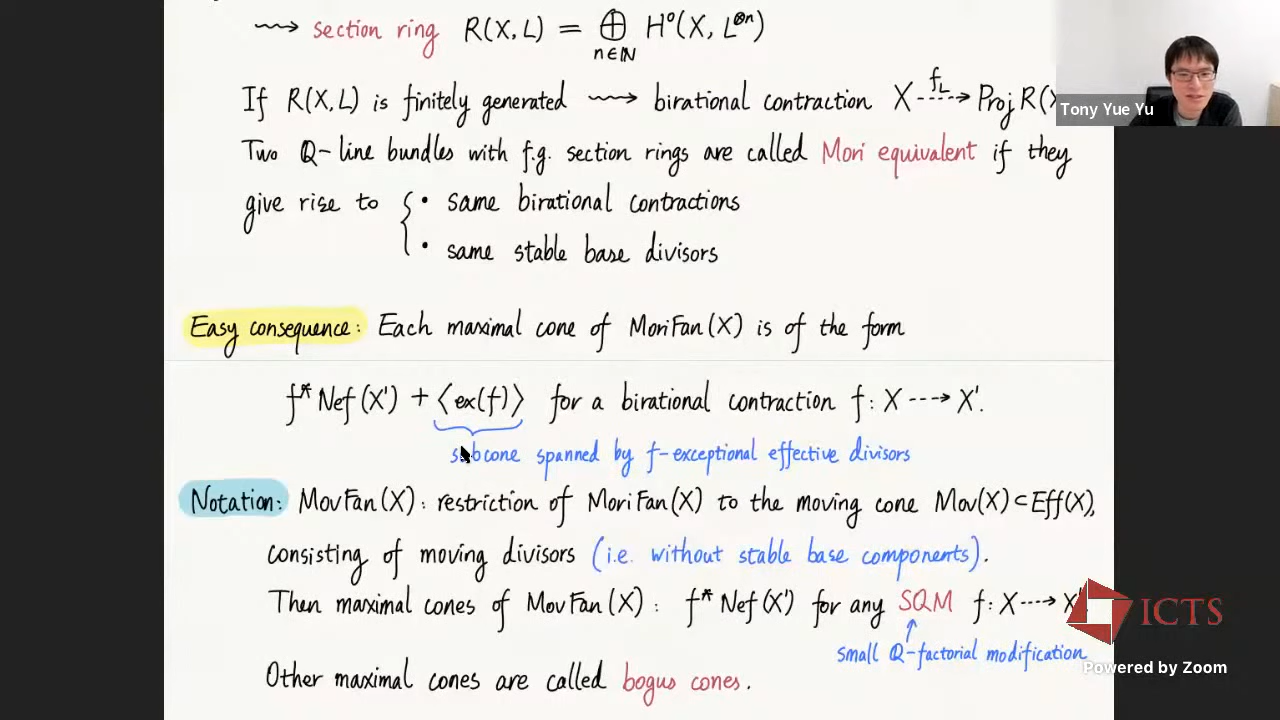 ⇝ section ring R(X, L) = ⊕_{n∈ℕ} H⁰(X, L^{⊗n})
If R(X, L) is finitely generated ⇝ birational contraction X --f_L--> Proj R(X
Tony Yue Yu
Two ℚ-line bundles with f.g. section rings are called Mori equivalent if they
give rise to { • same birational contractions
• same stable base divisors
Easy consequence: Each maximal cone of MoriFan(X) is of the form
f* Nef(X') + ⟨ex(f)⟩ for a birational contraction f : X ---> X'.
subcone spanned by f-exceptional effective divisors
Notation: MovFan(X): restriction of MoriFan(X) to the moving cone Mov(X) ⊂ Eff(X),
consisting of moving divisors (i.e. without stable base components).
Then maximal cones of MovFan(X): f* Nef(X') for any SQM f : X ---> X'
ICTS
small ℚ-factorial modification
Powered by Zoom
Other maximal cones are called bogus cones.